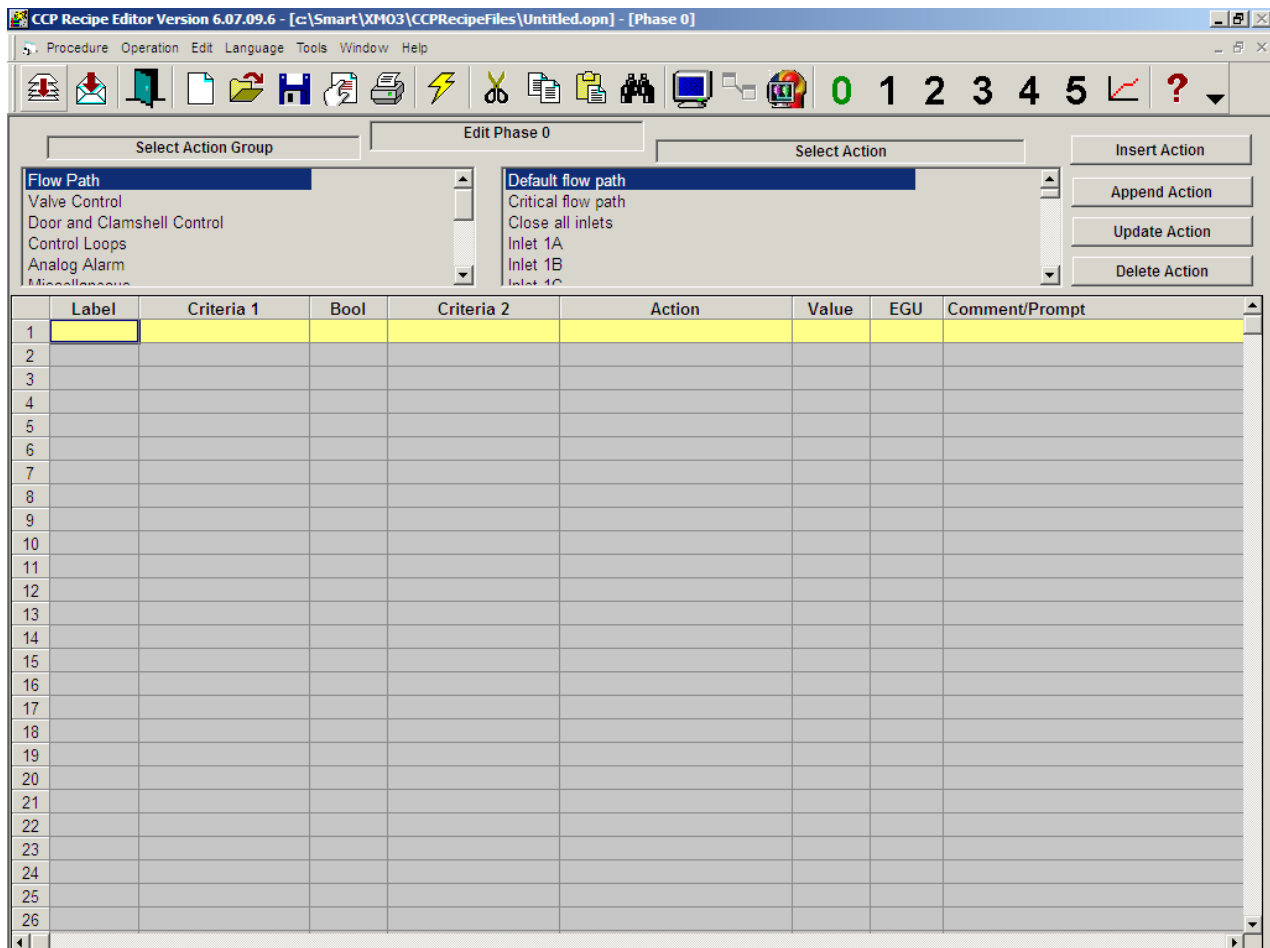 CCP Recipe Editor Version 6.07.09.6 - [c:\Smart\XMO3\CCPRecipeFiles\Untitled.opn] - [Phase 0]
Procedure Operation Edit Language Tools Window Help
0 1 2 3 4 5 ?
Edit Phase 0
Select Action Group
Select Action
Insert Action
Flow Path
Valve Control
Door and Clamshell Control
Control Loops
Analog Alarm
Miscellaneous
Default flow path
Critical flow path
Close all inlets
Inlet 1A
Inlet 1B
Inlet 1C
Append Action
Update Action
Delete Action
Label Criteria 1 Bool Criteria 2 Action Value EGU Comment/Prompt
1
2
3
4
5
6
7
8
9
10
11
12
13
14
15
16
17
18
19
20
21
22
23
24
25
26